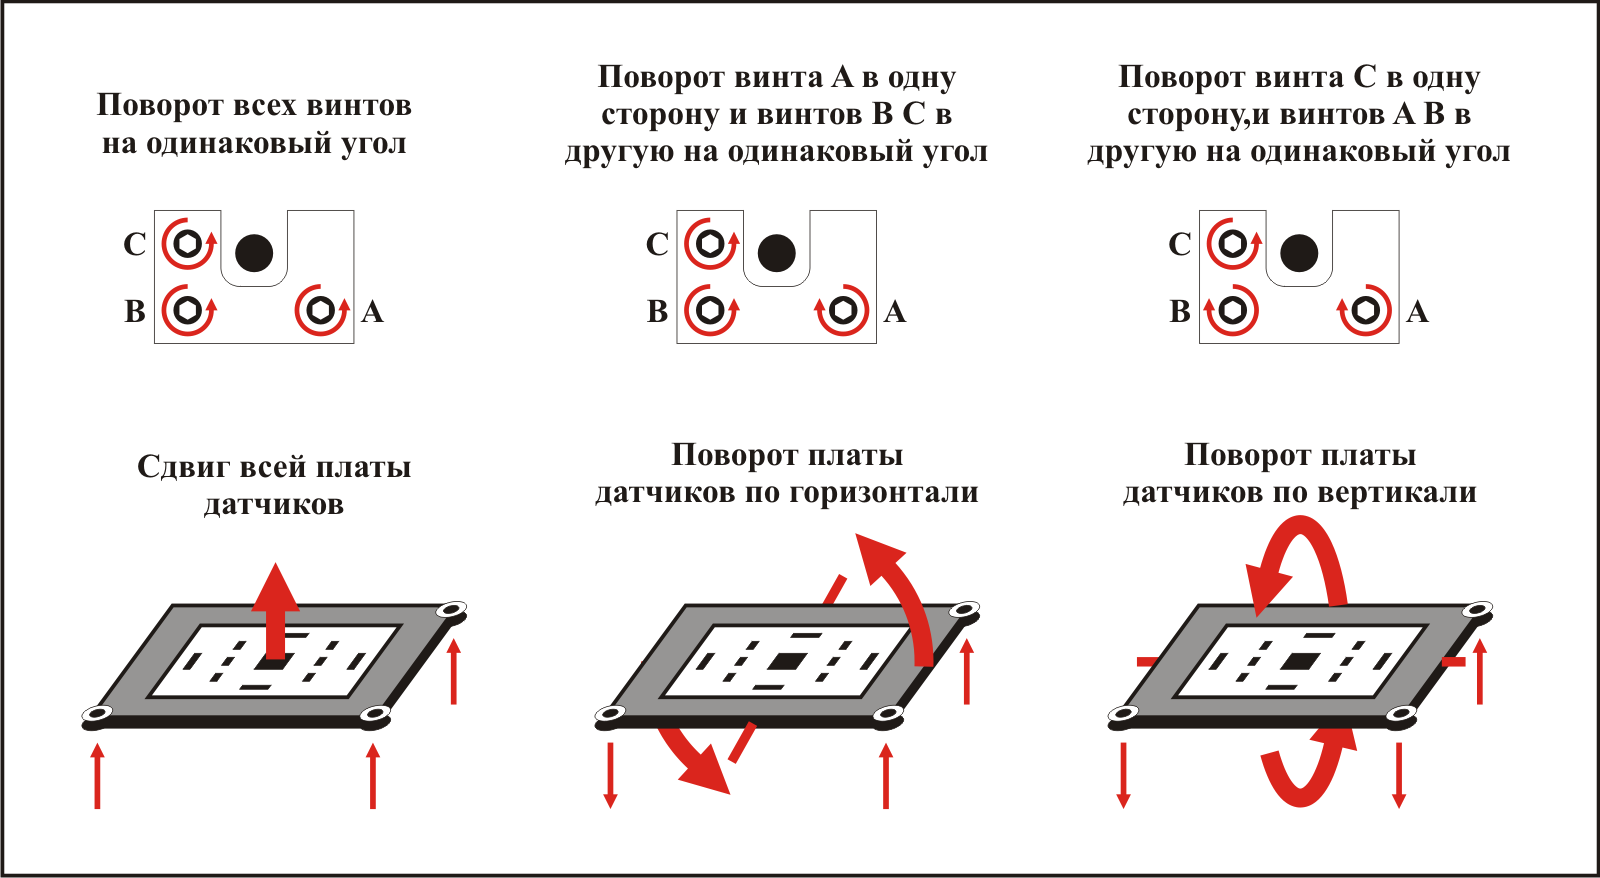 Поворот всех винтов
на одинаковый угол
C
B
A
Сдвиг всей платы
датчиков
Поворот винта A в одну
сторону и винтов B C в
другую на одинаковый угол
C
B
A
Поворот платы
датчиков по горизонтали
Поворот винта C в одну
сторону,и винтов A B в
другую на одинаковый угол
C
B
A
Поворот платы
датчиков по вертикали